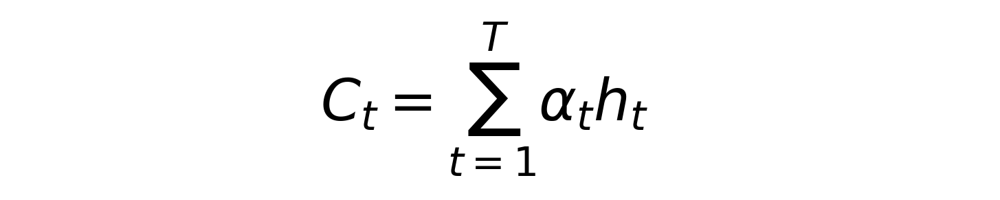 $C_t = \sum_{t=1}^{T} \alpha_t h_t$